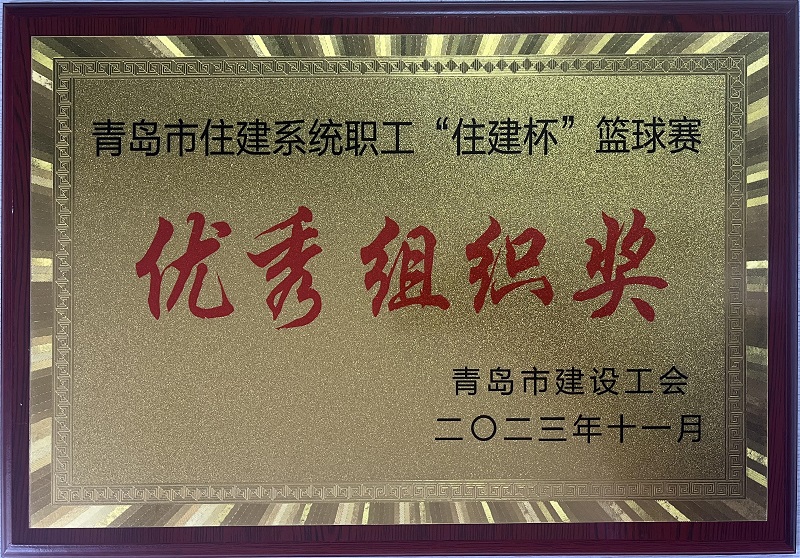 青岛市住建系统职工“住建杯”篮球赛
优秀组织奖
青岛市建设工会
二〇二三年十一月